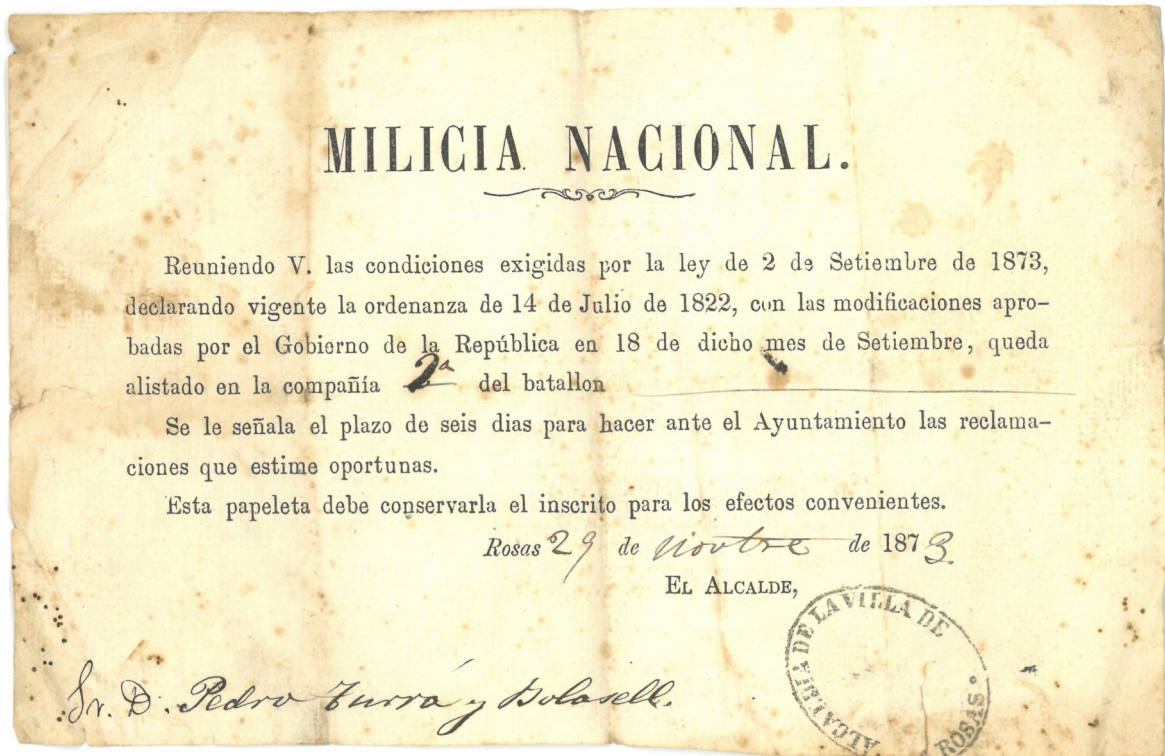 MILICIA NACIONAL.
Reuniendo V. las condiciones exigidas por la ley de 2 de Setiembre de 1873,
declarando vigente la ordenanza de 14 de Julio de 1822, con las modificaciones apro-
badas por el Gobierno de la República en 18 de dicho mes de Setiembre, queda
alistado en la compañía 2ª del batallon
Se le señala el plazo de seis dias para hacer ante el Ayuntamiento las reclama-
ciones que estime oportunas.
Esta papeleta debe conservarla el inscrito para los efectos convenientes.
Rosas 29 de Novbre de 1873
EL ALCALDE,
ALCALDIA DE LA VILLA DE ROSAS
Sr. D. Pedro Turró y